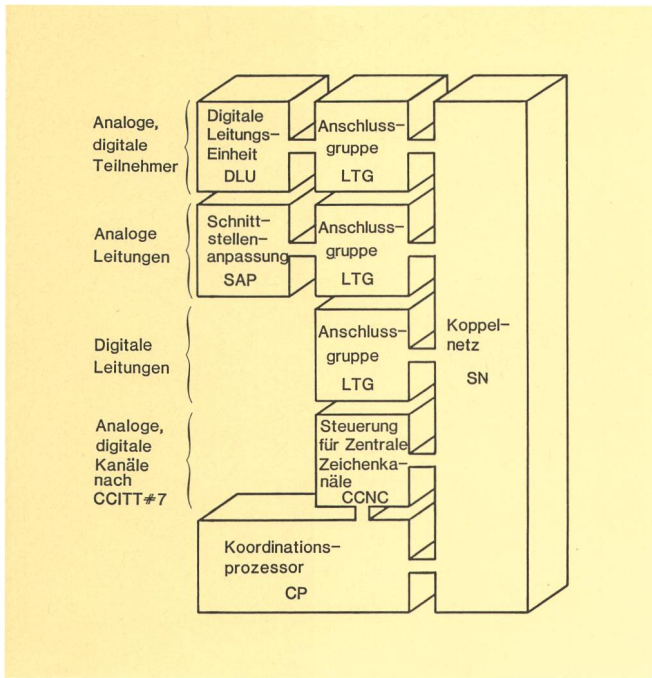 Analoge,
digitale
Teilnehmer
Digitale
Leitungs-
Einheit
DLU
Anschluss-
gruppe
LTG
Analoge
Leitungen
Schnitt-
stellen-
anpassung
SAP
Anschluss-
gruppe
LTG
Digitale
Leitungen
Anschluss-
gruppe
LTG
Koppel-
netz
SN
Analoge,
digitale
Kanäle
nach
CCITT#7
Steuerung
für Zentrale
Zeichenka-
näle
CCNC
Koordinations-
prozessor
CP